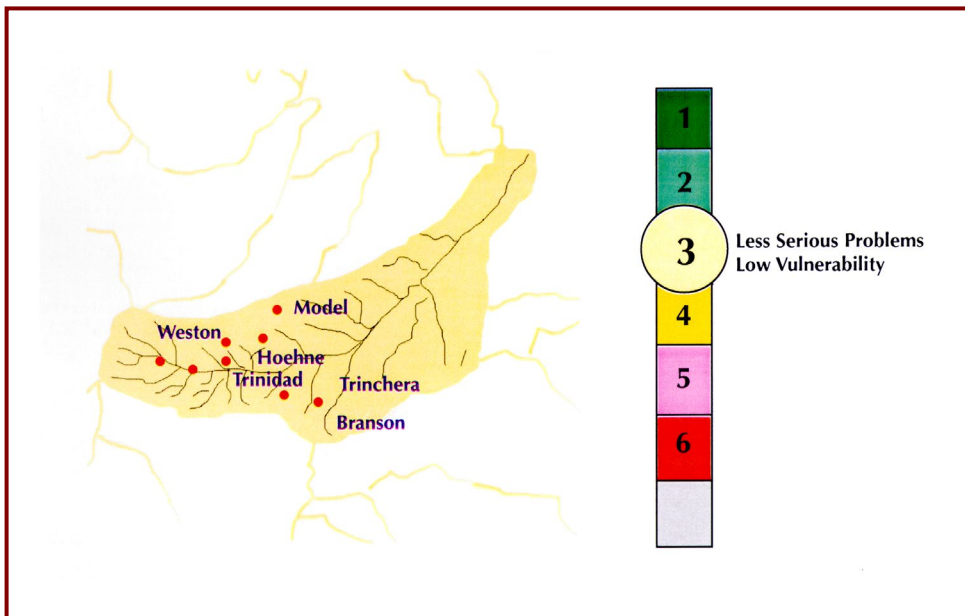 Model
Weston
Hoehne
Trinidad
Trinchera
Branson
1
2
3
Less Serious Problems
Low Vulnerability
4
5
6